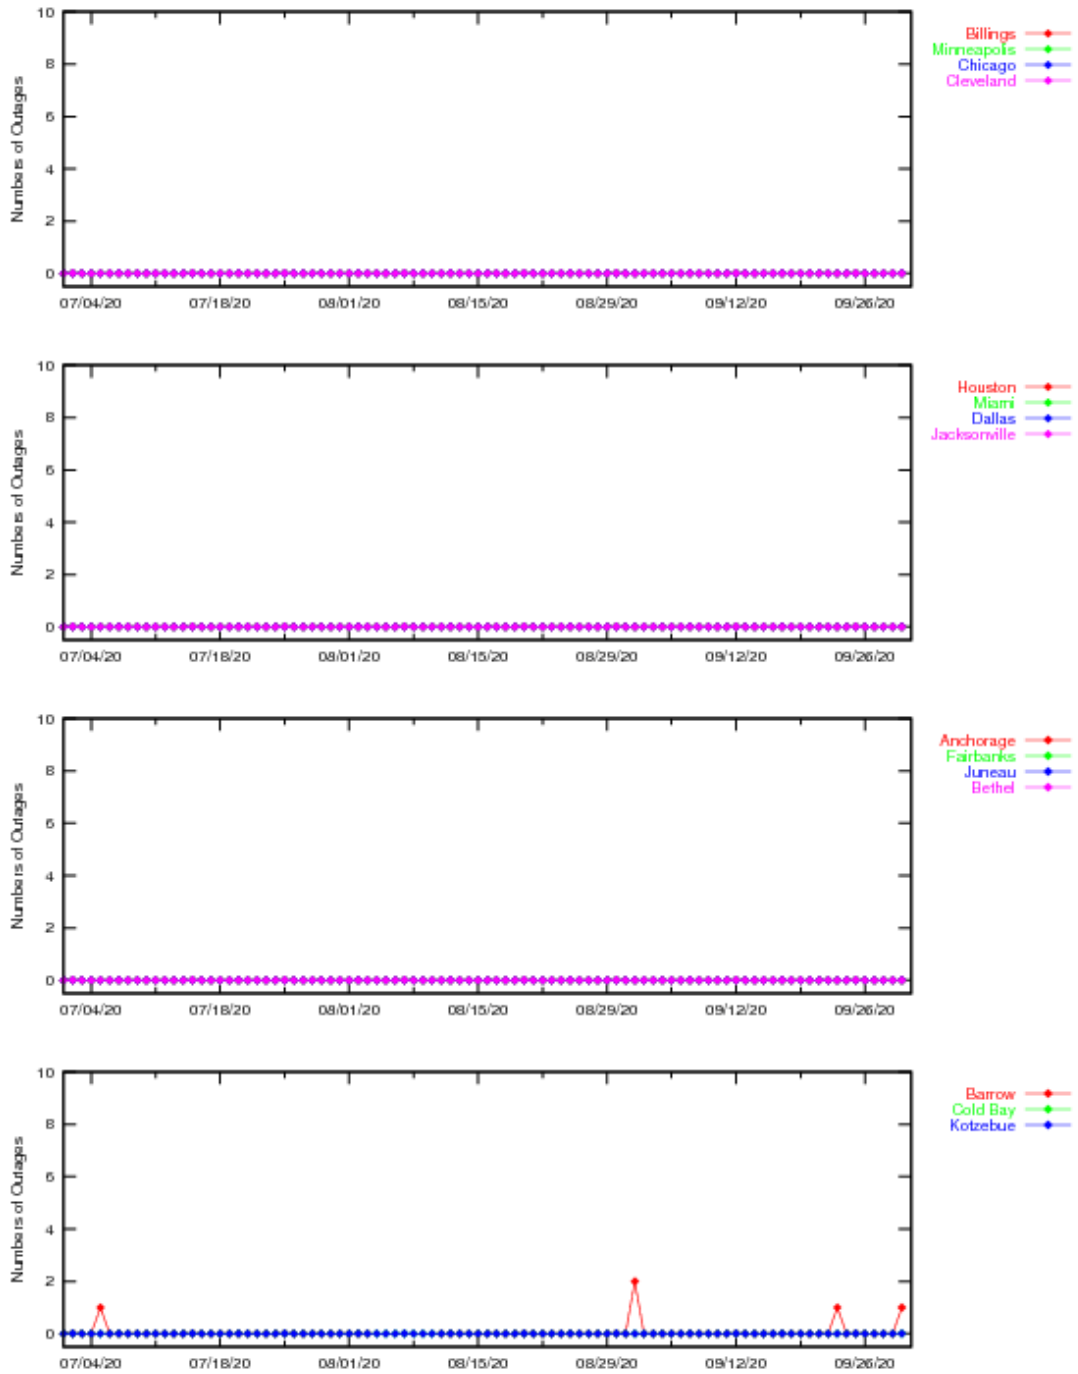 10
8
6
4
2
0
Numbers of Outages
07/04/20 07/18/20 08/01/20 08/15/20 08/29/20 09/12/20 09/26/20
Billings
Minneapolis
Chicago
Cleveland
10
8
6
4
2
0
Numbers of Outages
07/04/20 07/18/20 08/01/20 08/15/20 08/29/20 09/12/20 09/26/20
Houston
Miami
Dallas
Jacksonville
10
8
6
4
2
0
Numbers of Outages
07/04/20 07/18/20 08/01/20 08/15/20 08/29/20 09/12/20 09/26/20
Anchorage
Fairbanks
Juneau
Bethel
10
8
6
4
2
0
Numbers of Outages
07/04/20 07/18/20 08/01/20 08/15/20 08/29/20 09/12/20 09/26/20
Barrow
Cold Bay
Kotzebue